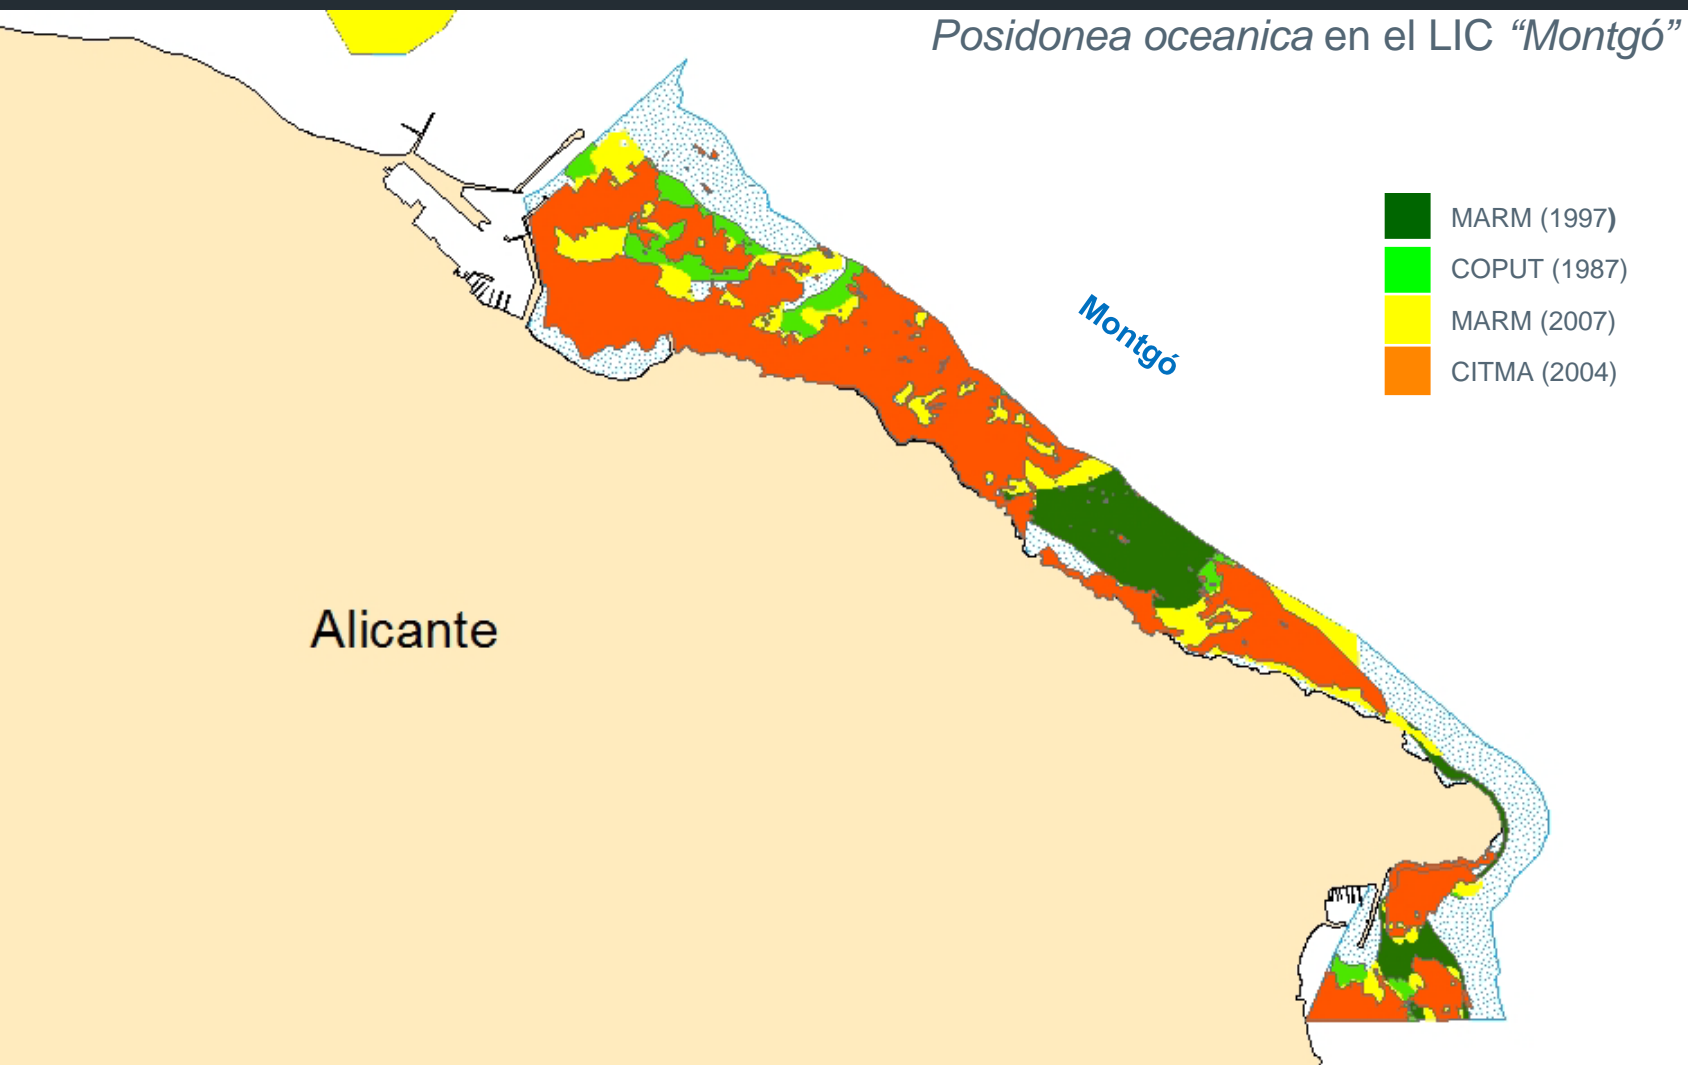 Posidonea oceanica en el LIC “Montgó”
MARM (1997)
COPUT (1987)
MARM (2007)
CITMA (2004)
Montgó
Alicante